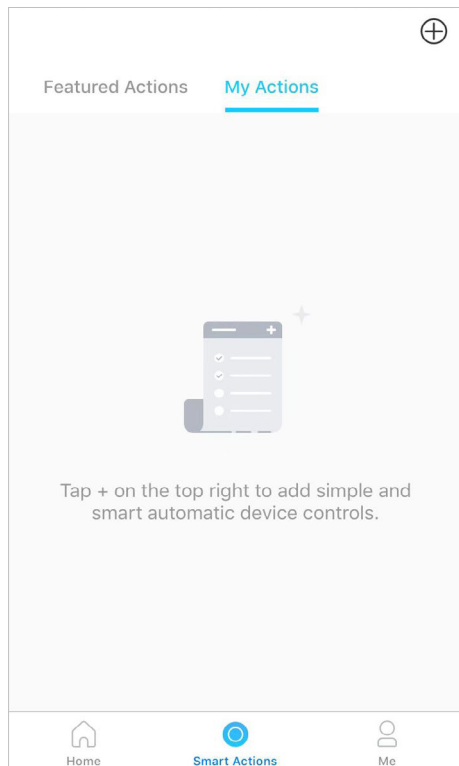 Featured Actions
My Actions
Tap + on the top right to add simple and
smart automatic device controls.
Home
Smart Actions
Me